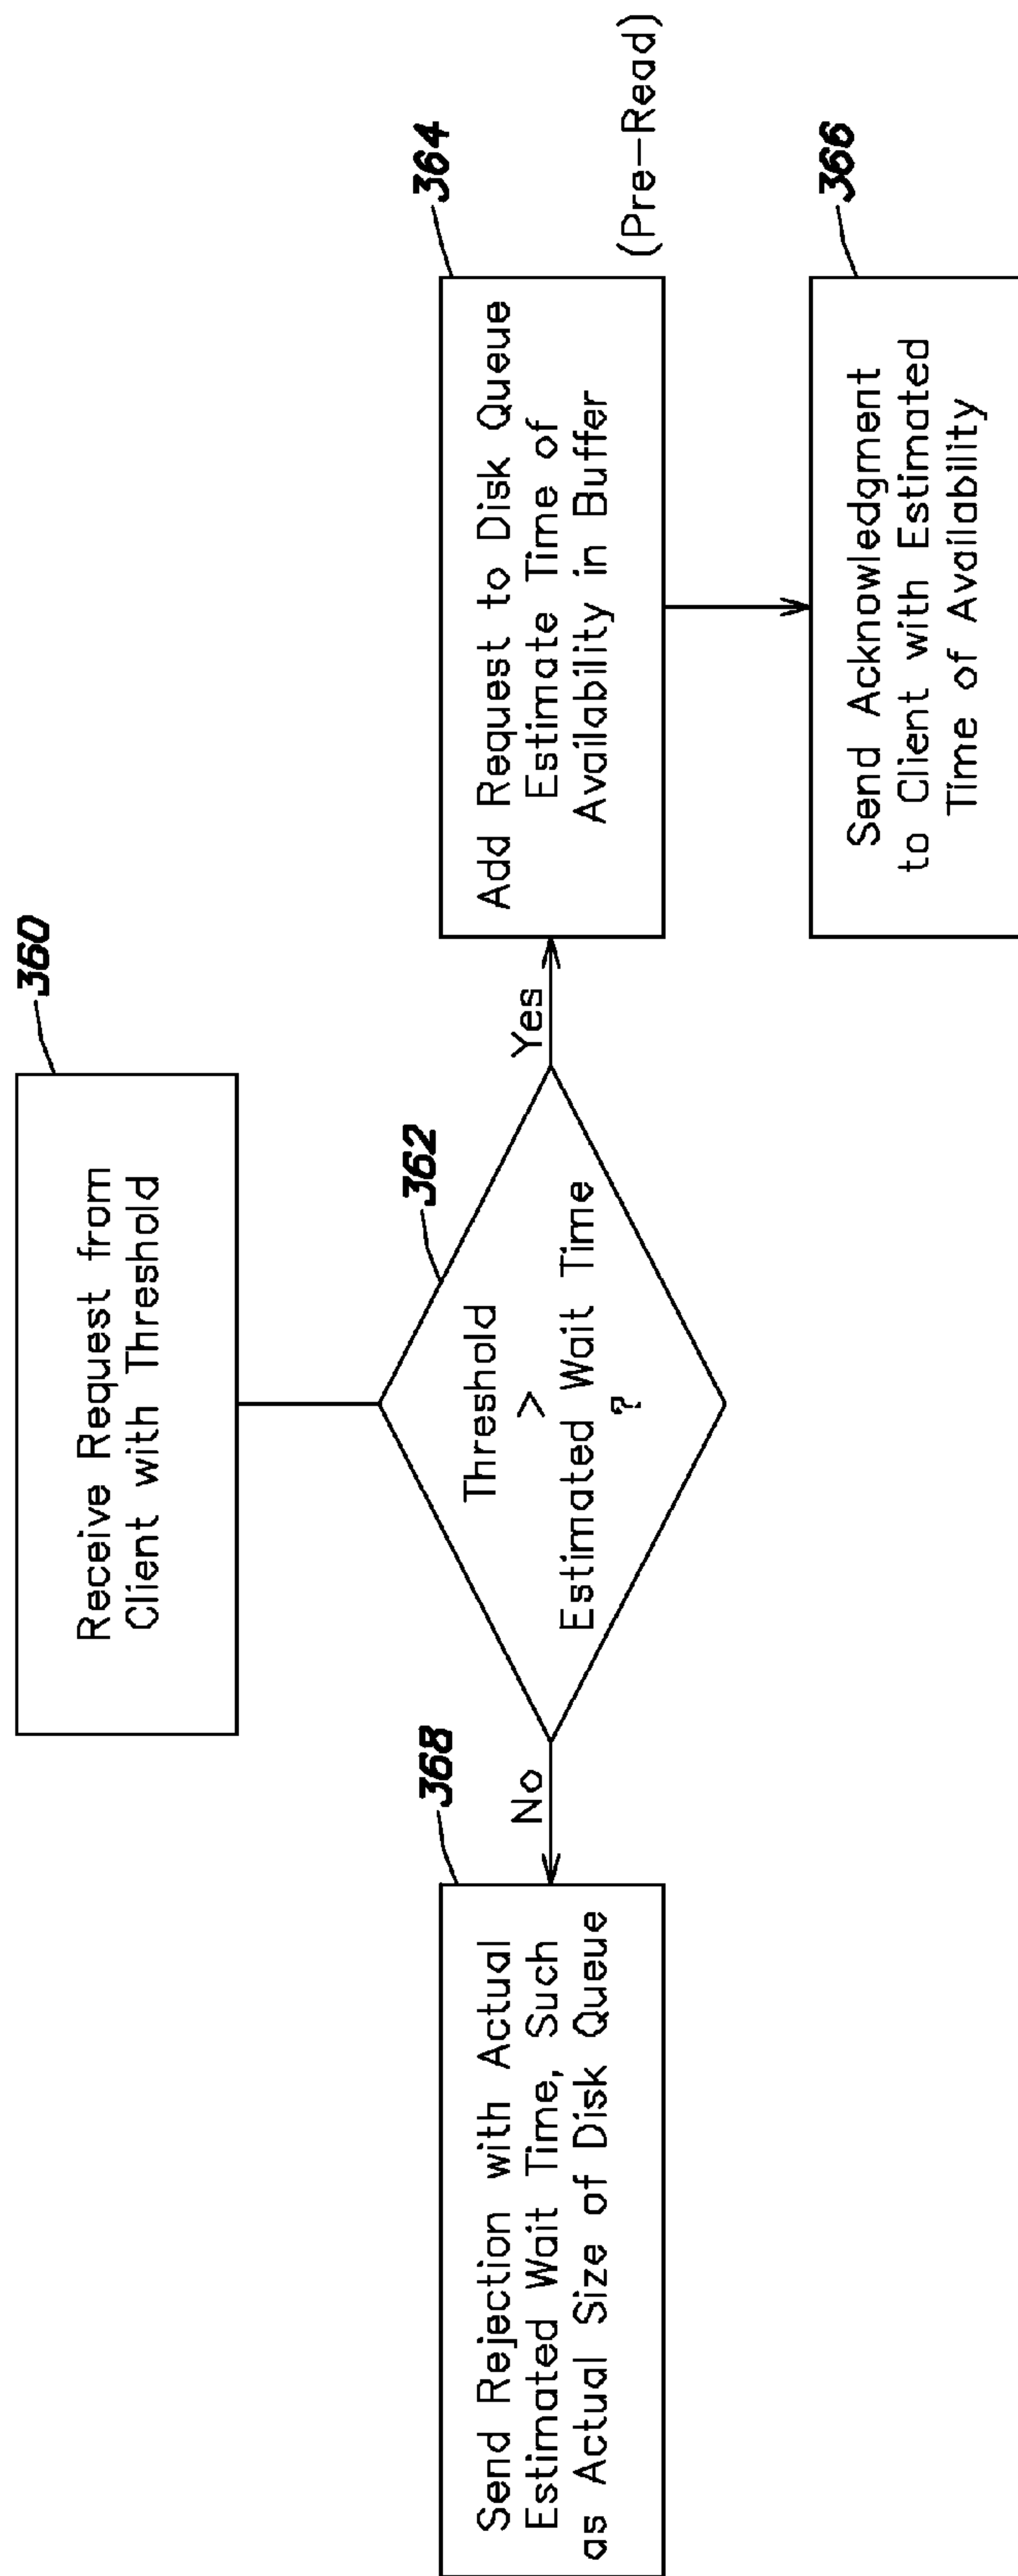 360
Receive Request from
Client with Threshold
362
Threshold
>
Estimated Wait Time
?
No
Yes
368
Send Rejection with Actual
Estimated Wait Time, Such
as Actual Size of Disk Queue
364
Add Request to Disk Queue
Estimate Time of
Availability in Buffer
(Pre-Read)
366
Send Acknowledgment
to Client with Estimated
Time of Availability